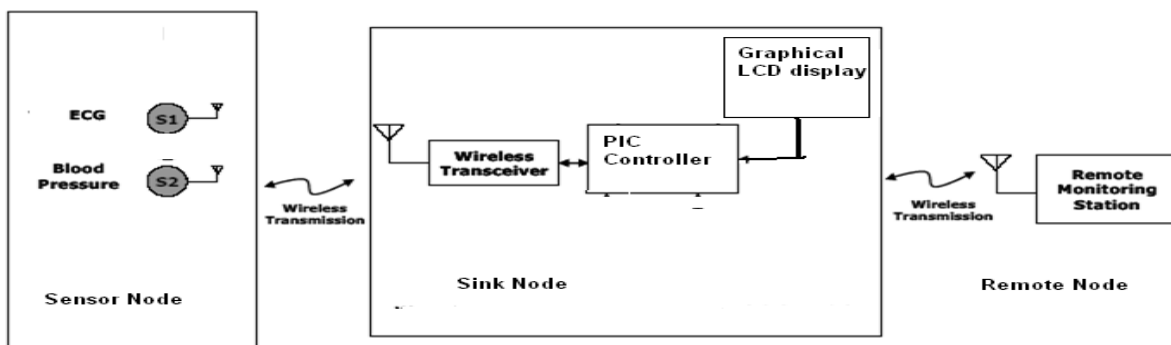 ECG
S1
Blood
Pressure
S2
Sensor Node
Wireless
Transmission
Graphical
LCD display
Wireless
Transceiver
PIC
Controller
Sink Node
Wireless
Transmission
Remote
Monitoring
Station
Remote Node